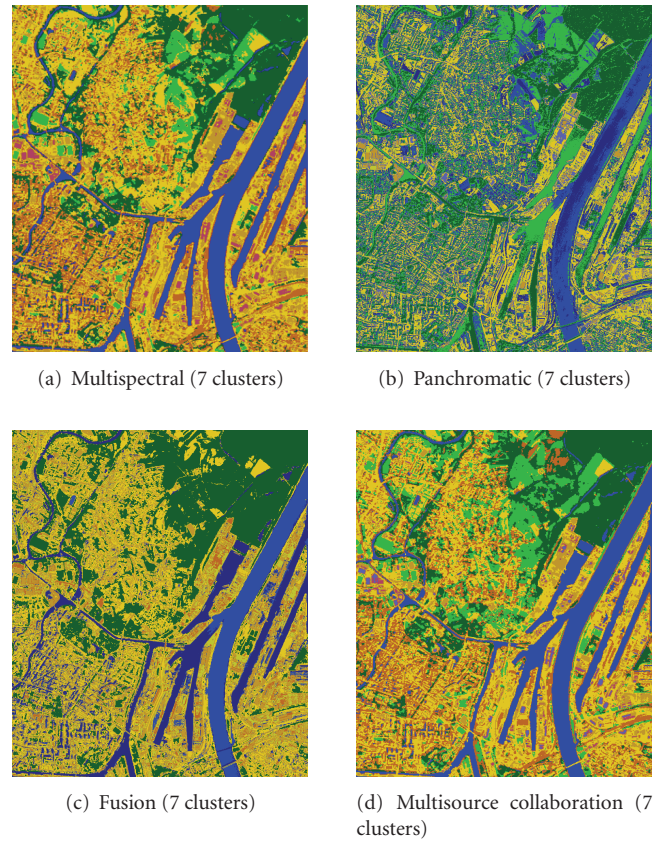 (a) Multispectral (7 clusters)
(b) Panchromatic (7 clusters)
(c) Fusion (7 clusters)
(d) Multisource collaboration (7
clusters)